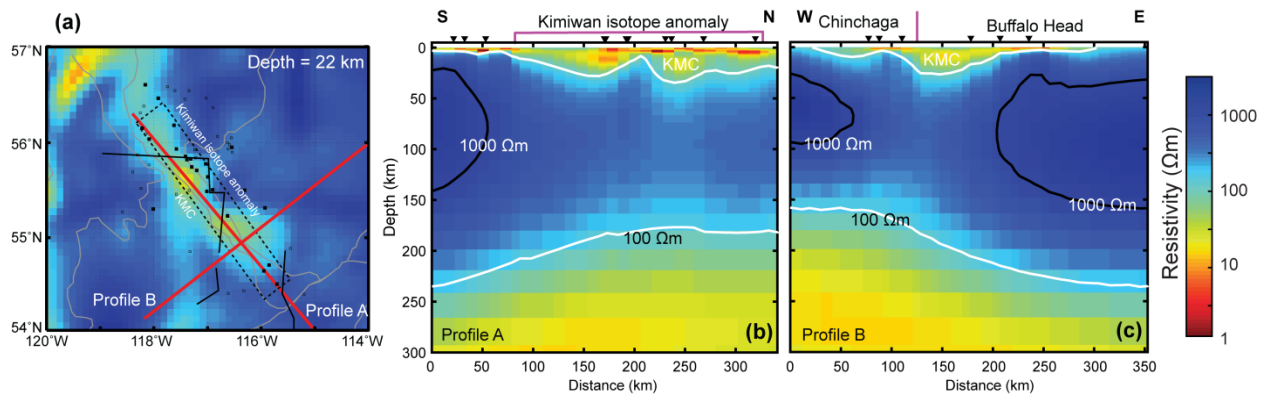 (a)
Depth = 22 km
57°N
56°N
55°N
54°N
120°W
118°W
116°W
114°W
Kimiwan isotope anomaly
KMC
Profile B
Profile A
S
Kimiwan isotope anomaly
N
KMC
1000 Ωm
100 Ωm
Profile A
(b)
Depth (km)
0
50
100
150
200
250
300
0
50
100
150
200
250
300
Distance (km)
W
Chinchaga
Buffalo Head
E
KMC
1000 Ωm
1000 Ωm
100 Ωm
Profile B
(c)
0
50
100
150
200
250
300
350
Distance (km)
1000
100
10
1
Resistivity (Ωm)